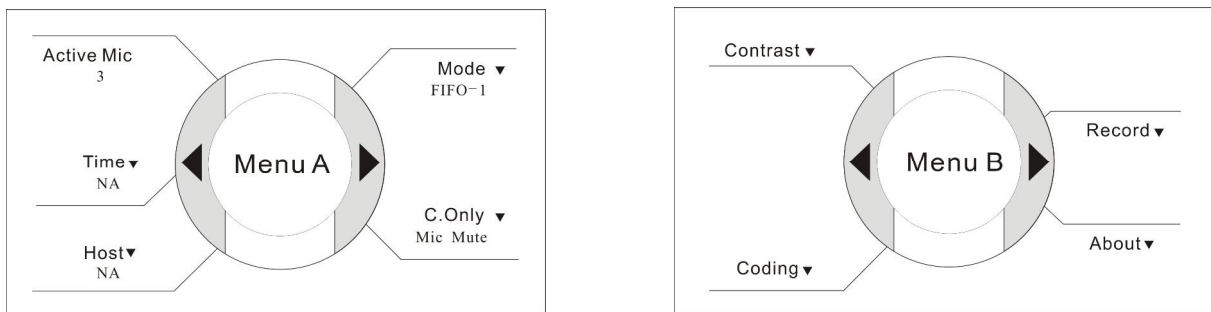 Active Mic
3
Mode ▼
FIFO-1
Time ▼
NA
Menu A
C.Only ▼
Mic Mute
Host ▼
NA
Contrast ▼
Record ▼
Menu B
About ▼
Coding ▼